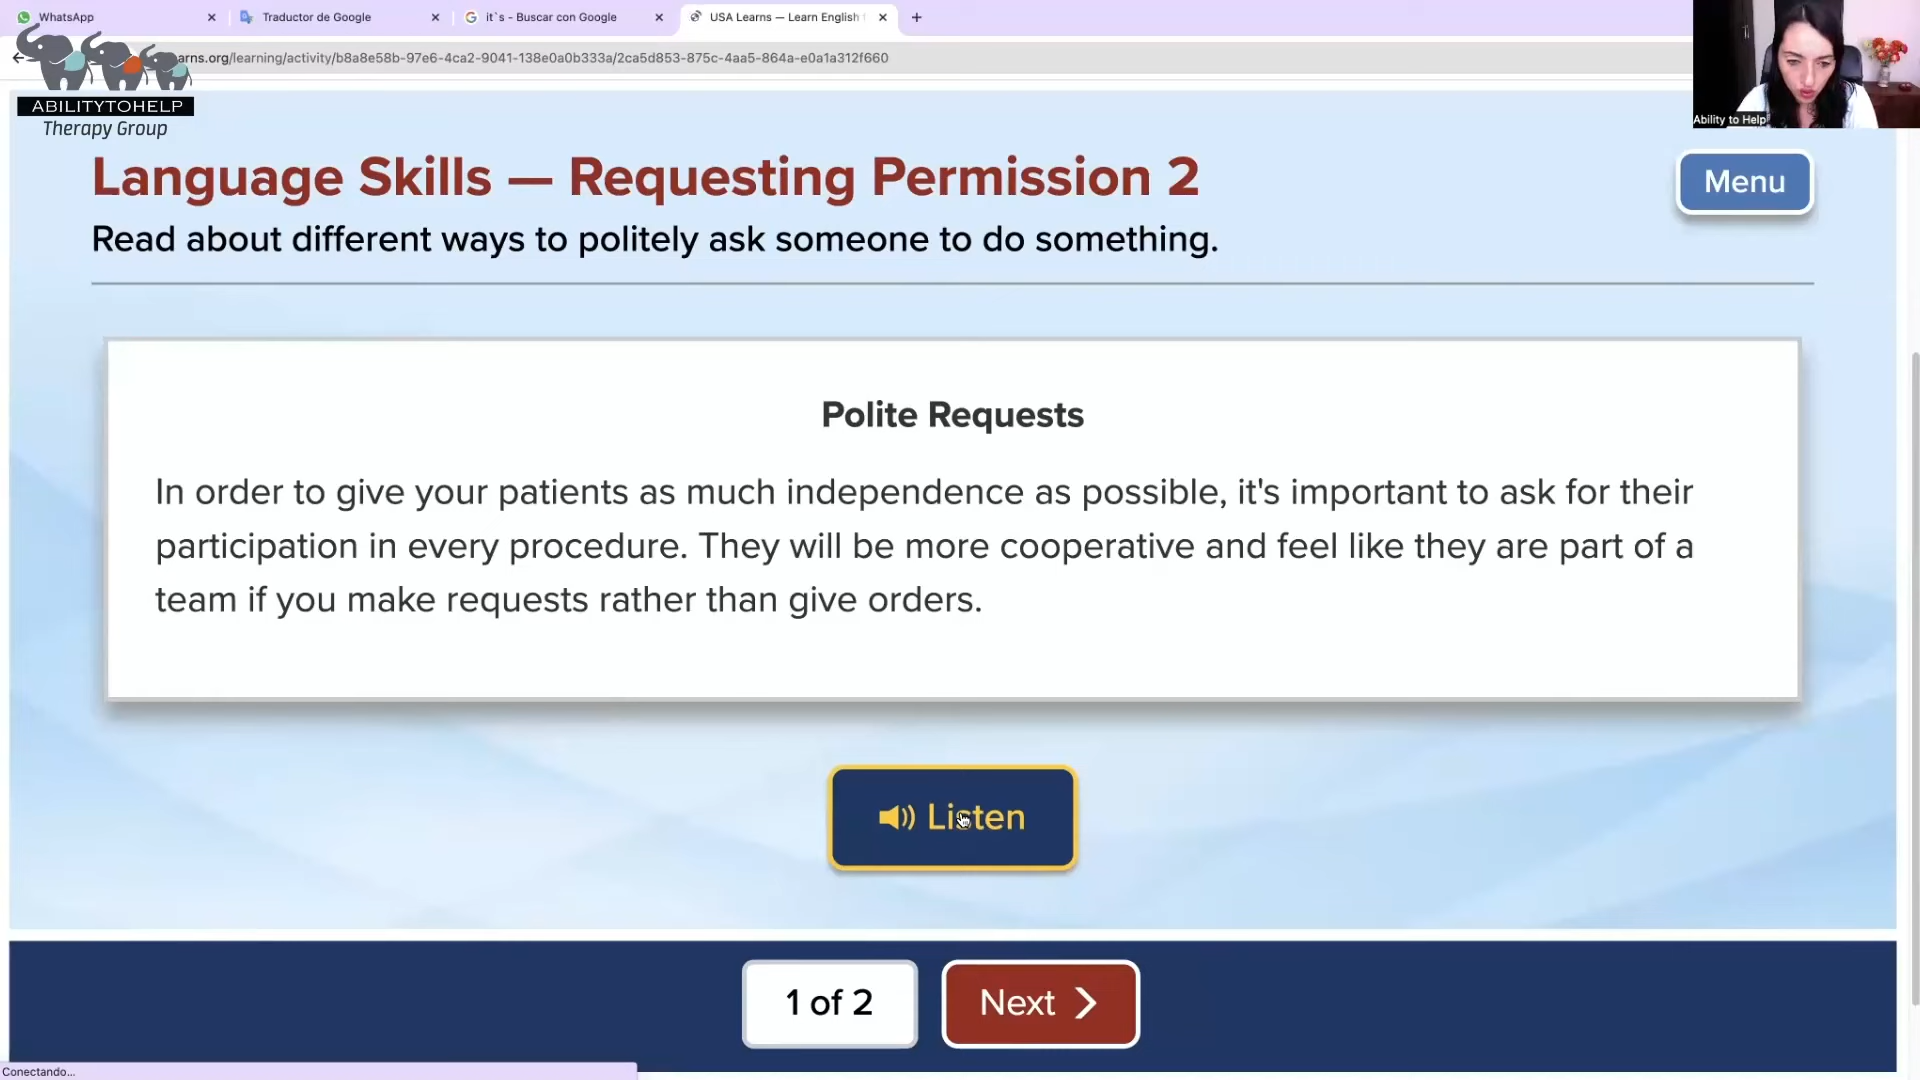 WhatsApp
Traductor de Google
it`s - Buscar con Google
USA Learns — Learn English
arns.org/learning/activity/b8a8e58b-97e6-4ca2-9041-138e0a0b333a/2ca5d853-875c-4aa5-864a-e0a1a312f660
ABILITYTOHELP
Therapy Group
Ability to Help
Language Skills — Requesting Permission 2
Menu
Read about different ways to politely ask someone to do something.
Polite Requests
In order to give your patients as much independence as possible, it's important to ask for their
participation in every procedure. They will be more cooperative and feel like they are part of a
team if you make requests rather than give orders.
Listen
1 of 2
Next
Conectando...